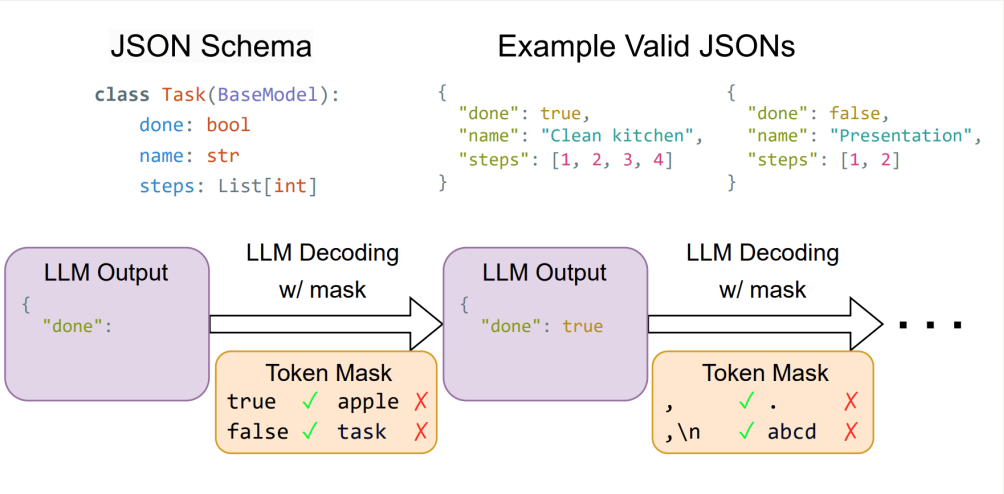 JSON Schema
class Task(BaseModel):
    done: bool
    name: str
    steps: List[int]
Example Valid JSONs
{
  "done": true,
  "name": "Clean kitchen",
  "steps": [1, 2, 3, 4]
}
{
  "done": false,
  "name": "Presentation",
  "steps": [1, 2]
}
LLM Output
{
  "done":
LLM Decoding
w/ mask
Token Mask
true ✓ apple ✗
false ✓ task ✗
LLM Output
{
  "done": true
LLM Decoding
w/ mask
Token Mask
, ✓ . ✗
,\n ✓ abcd ✗
...